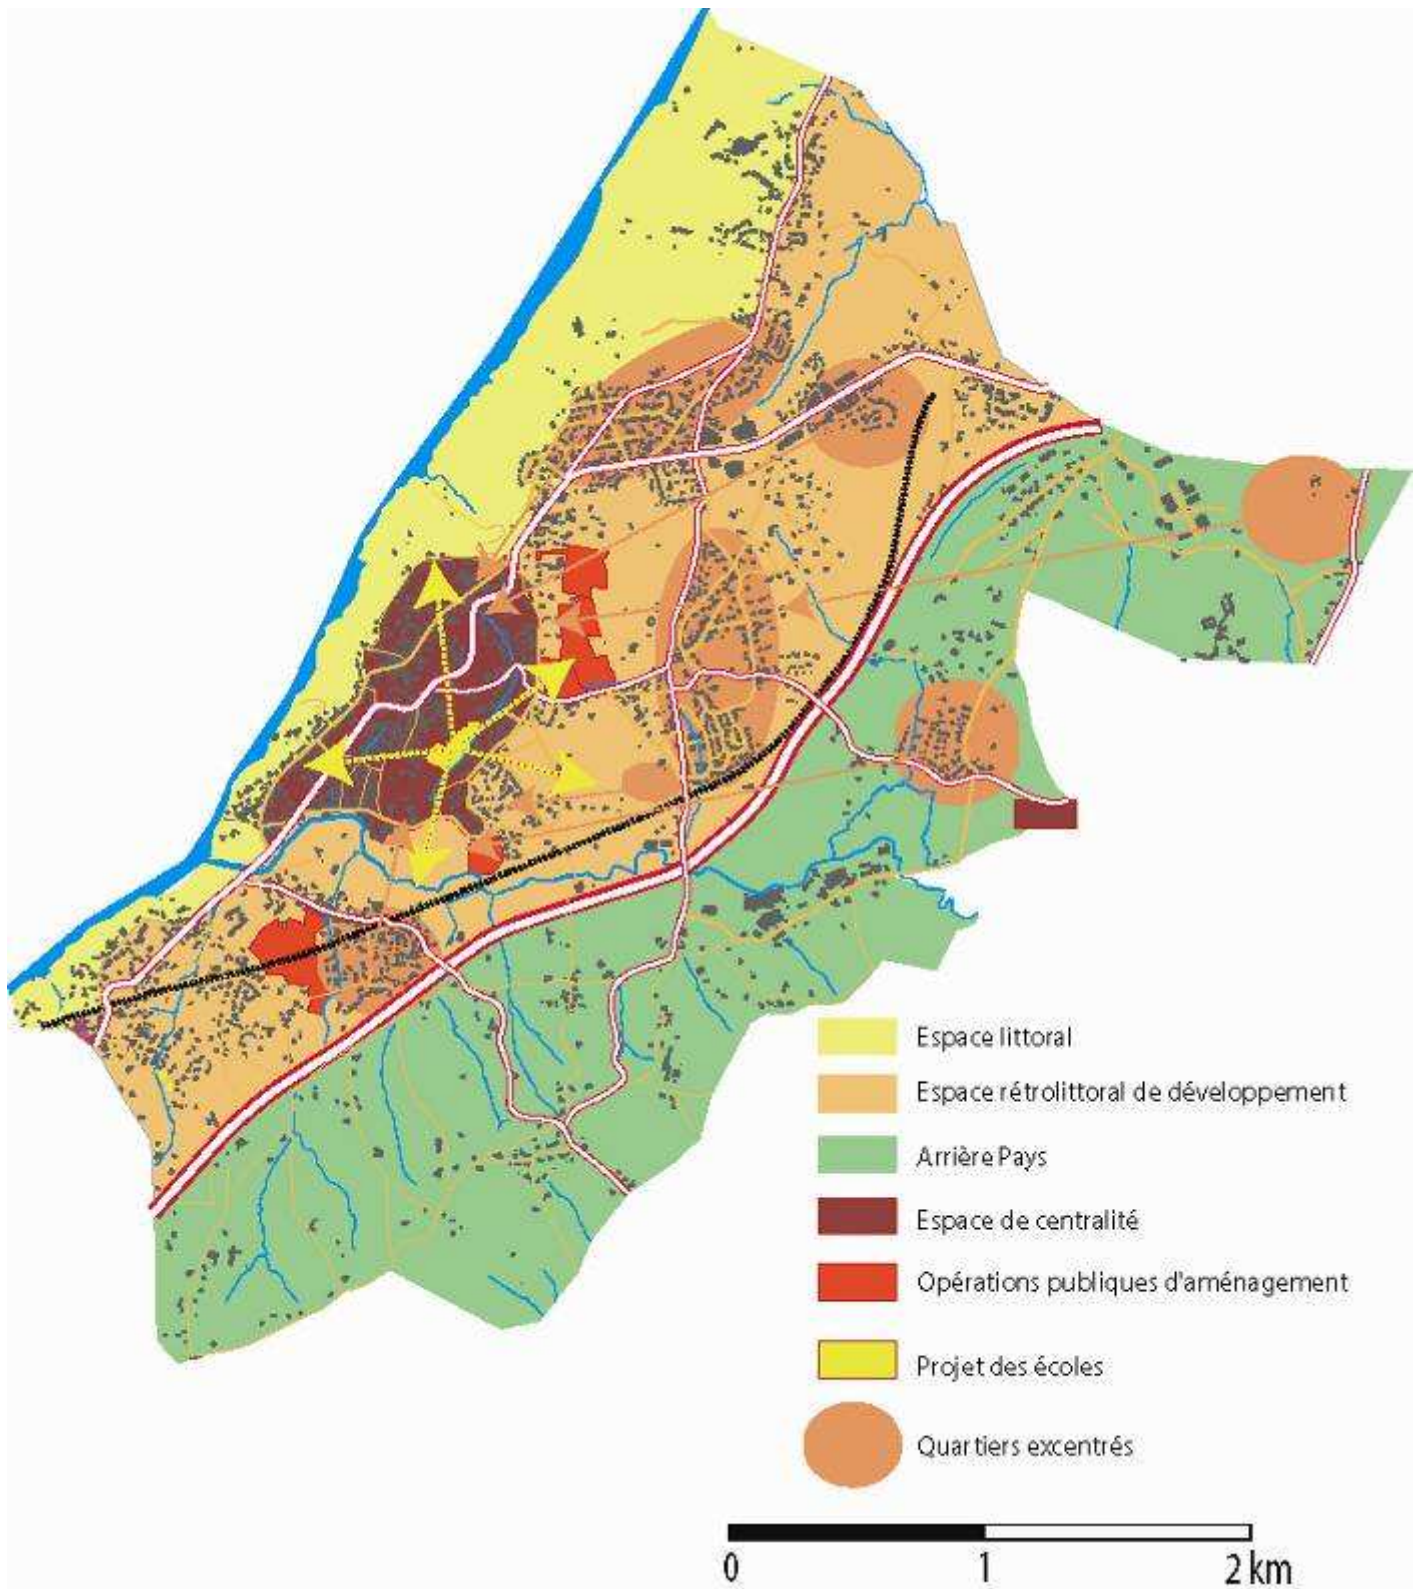 Espace littoral
Espace rétrolittoral de développement
Arrière Pays
Espace de centralité
Opérations publiques d'aménagement
Projet des écoles
Quartiers excentrés
0 1 2 km